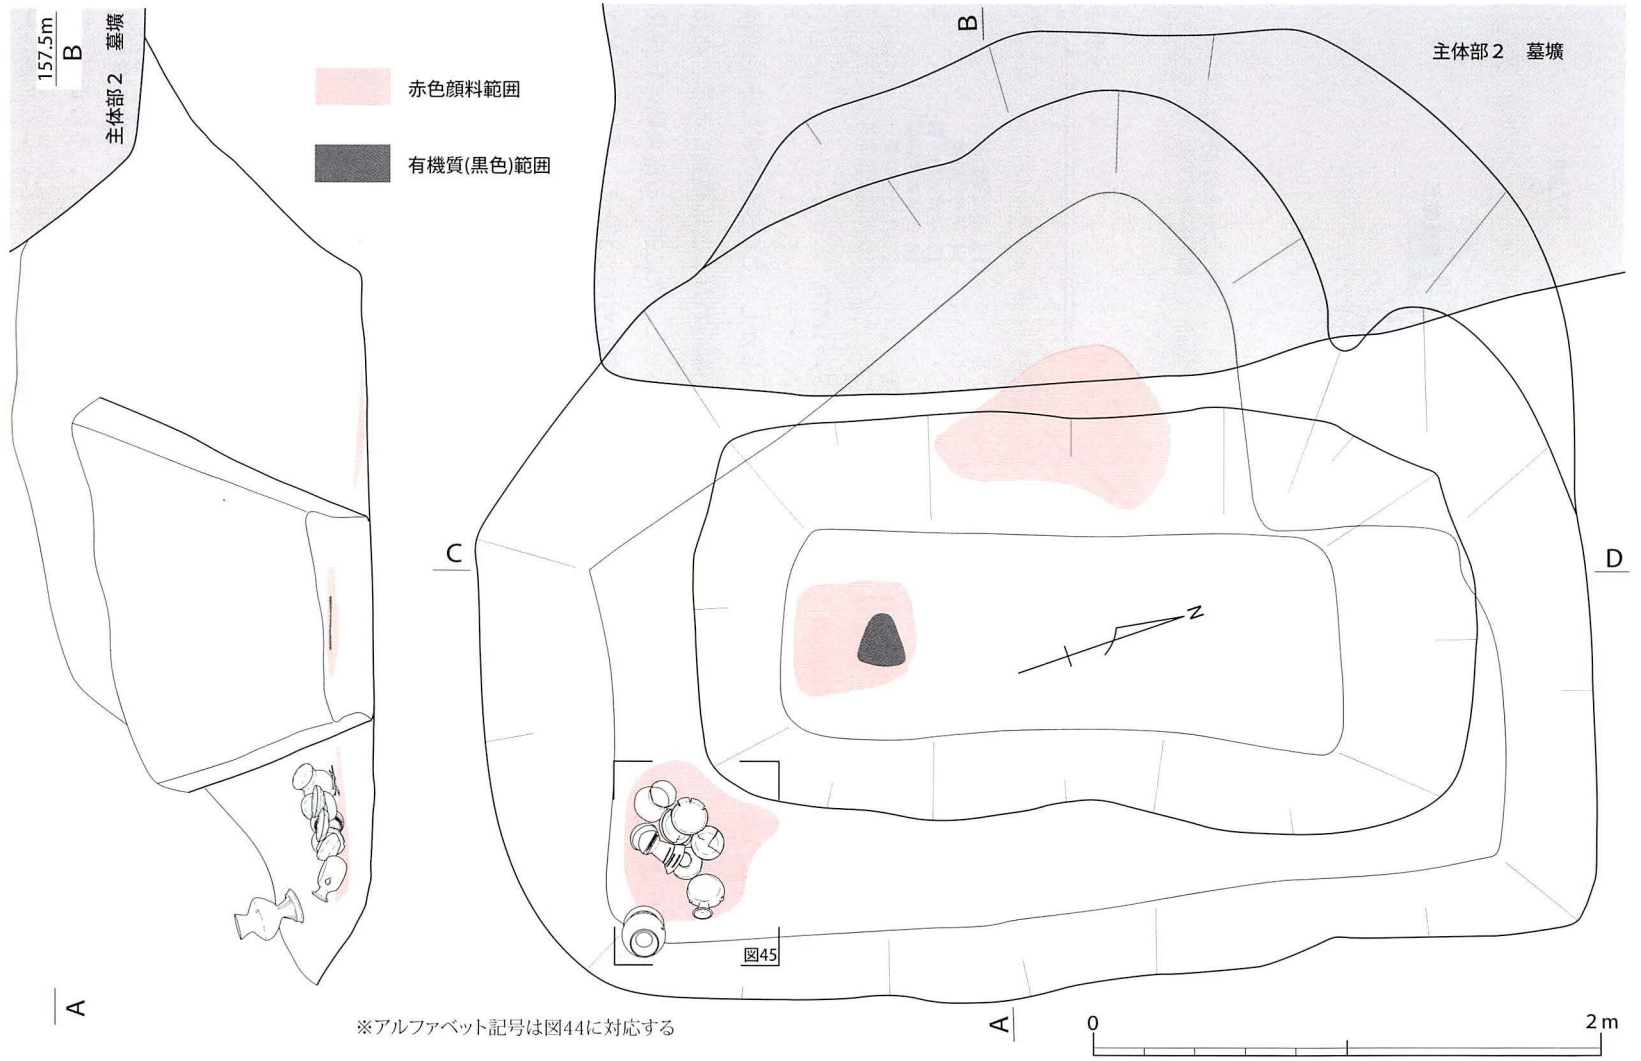 157.5m
B
主体部2 墓壙
赤色顔料範囲
有機質(黒色)範囲
B
主体部2 墓壙
C
D
N
図45
A
※アルファベット記号は図44に対応する
A
0
2m